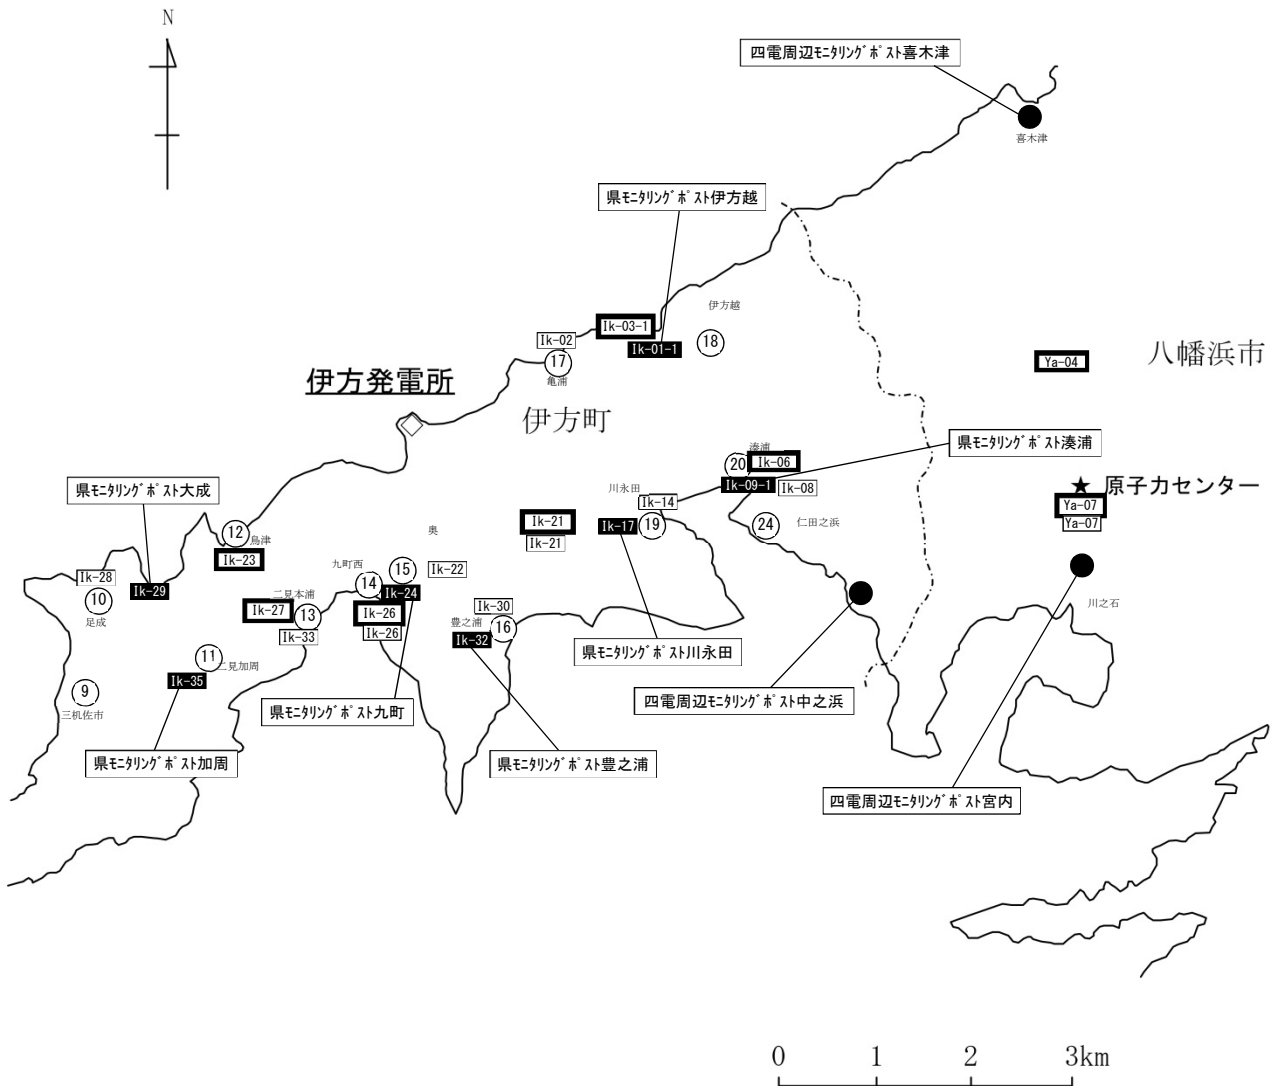 N
四電周辺ﾓﾆﾀﾘﾝｸﾞﾎﾟｽﾄ喜木津
喜木津
県ﾓﾆﾀﾘﾝｸﾞﾎﾟｽﾄ伊方越
伊方越
Ik-03-1
Ik-02
Ik-01-1
18
17
亀浦
Ya-04
八幡浜市
伊方発電所
伊方町
県ﾓﾆﾀﾘﾝｸﾞﾎﾟｽﾄ湊浦
湊浦
20
Ik-06
Ik-09-1
Ik-08
★ 原子力センター
Ya-07
Ya-07
県ﾓﾆﾀﾘﾝｸﾞﾎﾟｽﾄ大成
川永田
Ik-14
Ik-21
Ik-17
19
24
仁田之浜
Ik-21
奥
12
鳥津
Ik-23
九町西
15
Ik-22
14
Ik-24
Ik-28
Ik-29
10
足成
二見本浦
Ik-27
13
Ik-33
Ik-26
Ik-26
Ik-30
豊之浦
16
Ik-32
川之石
県ﾓﾆﾀﾘﾝｸﾞﾎﾟｽﾄ川永田
11
二見加周
Ik-35
9
三机佐市
四電周辺ﾓﾆﾀﾘﾝｸﾞﾎﾟｽﾄ中之浜
県ﾓﾆﾀﾘﾝｸﾞﾎﾟｽﾄ九町
県ﾓﾆﾀﾘﾝｸﾞﾎﾟｽﾄ加周
県ﾓﾆﾀﾘﾝｸﾞﾎﾟｽﾄ豊之浦
四電周辺ﾓﾆﾀﾘﾝｸﾞﾎﾟｽﾄ宮内
0 1 2 3km